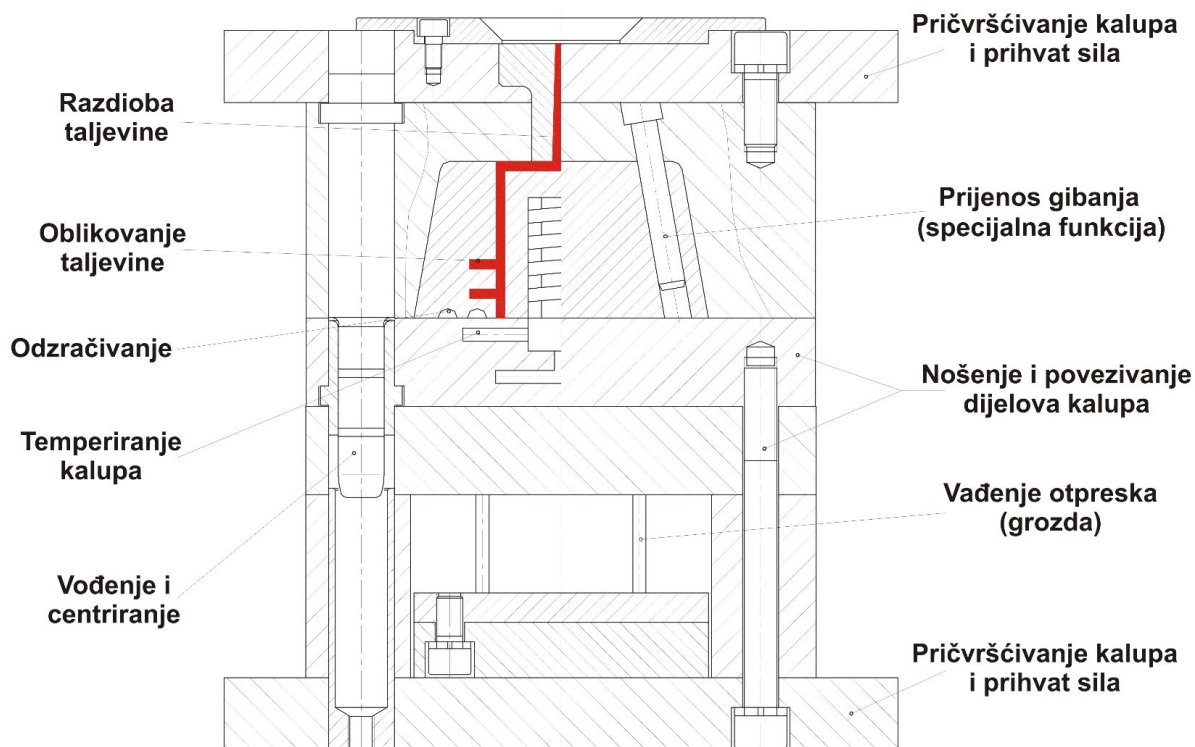 Pričvršćivanje kalupa
i prihvat sila
Razdioba
taljevine
Prijenos gibanja
(specijalna funkcija)
Oblikovanje
taljevine
Odzračivanje
Nošenje i povezivanje
dijelova kalupa
Temperiranje
kalupa
Vađenje otpreska
(grozda)
Vođenje i
centriranje
Pričvršćivanje kalupa
i prihvat sila